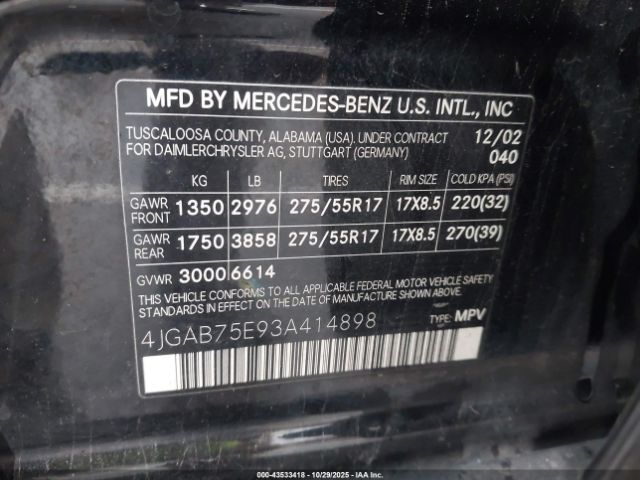 MFD BY MERCEDES-BENZ U.S. INTL., INC
TUSCALOOSA COUNTY, ALABAMA (USA). UNDER CONTRACT 12/02
FOR DAIMLERCHRYSLER AG, STUTTGART (GERMANY) 040
KG LB TIRES RIM SIZE COLD KPA (PSI)
GAWR FRONT 1350 2976 275/55R17 17X8.5 220(32)
GAWR REAR 1750 3858 275/55R17 17X8.5 270(39)
GVWR 3000 6614
THIS VEHICLE CONFORMS TO ALL APPLICABLE FEDERAL MOTOR VEHICLE SAFETY
STANDARDS IN EFFECT ON THE DATE OF MANUFACTURE SHOWN ABOVE.
4JGAB75E93A414898 TYPE: MPV
000-43533418 - 10/29/2025 - IAA Inc.